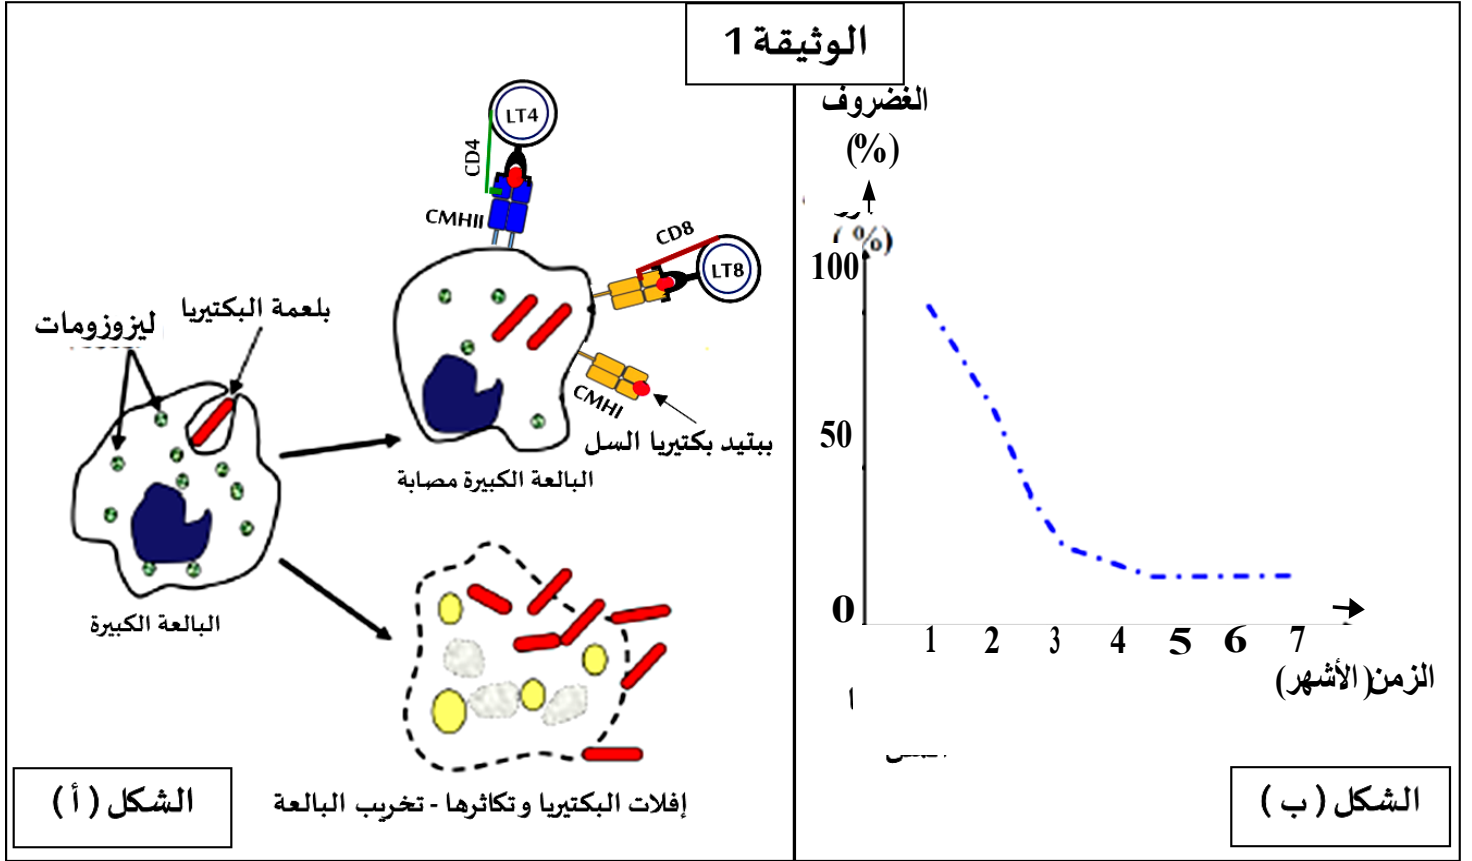 الوثيقة 1
الغضروف
(%)
(%)
100
50
0
1 2 3 4 5 6 7
الزمن(الأشهر)
الشكل ( ب )
LT4
CD4
CMHII
CD8
LT8
CMHI
ببتيد بكتيريا السل
البالعة الكبيرة مصابة
بلعمة البكتيريا
ليزوزومات
البالعة الكبيرة
إفلات البكتيريا و تكاثرها - تخريب البالعة
الشكل ( أ )